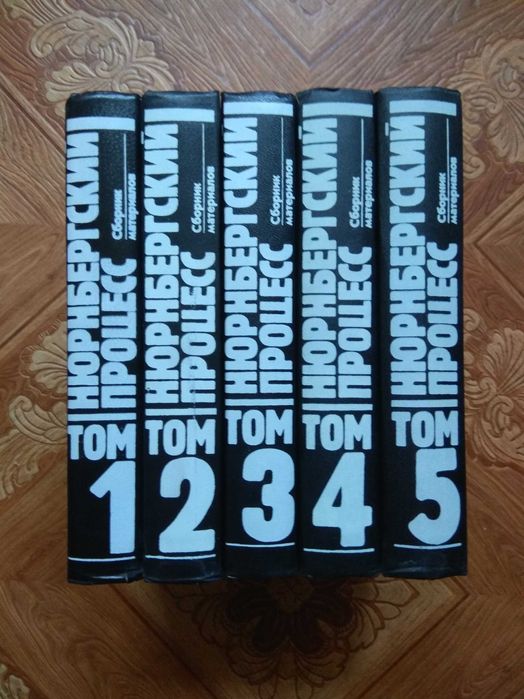 НЮРНБЕРГСКИЙ
ПРОЦЕСС
Сборник
материалов
ТОМ
1
НЮРНБЕРГСКИЙ
ПРОЦЕСС
Сборник
материалов
ТОМ
2
НЮРНБЕРГСКИЙ
ПРОЦЕСС
Сборник
материалов
ТОМ
3
НЮРНБЕРГСКИЙ
ПРОЦЕСС
Сборник
материалов
ТОМ
4
НЮРНБЕРГСКИЙ
ПРОЦЕСС
Сборник
материалов
ТОМ
5